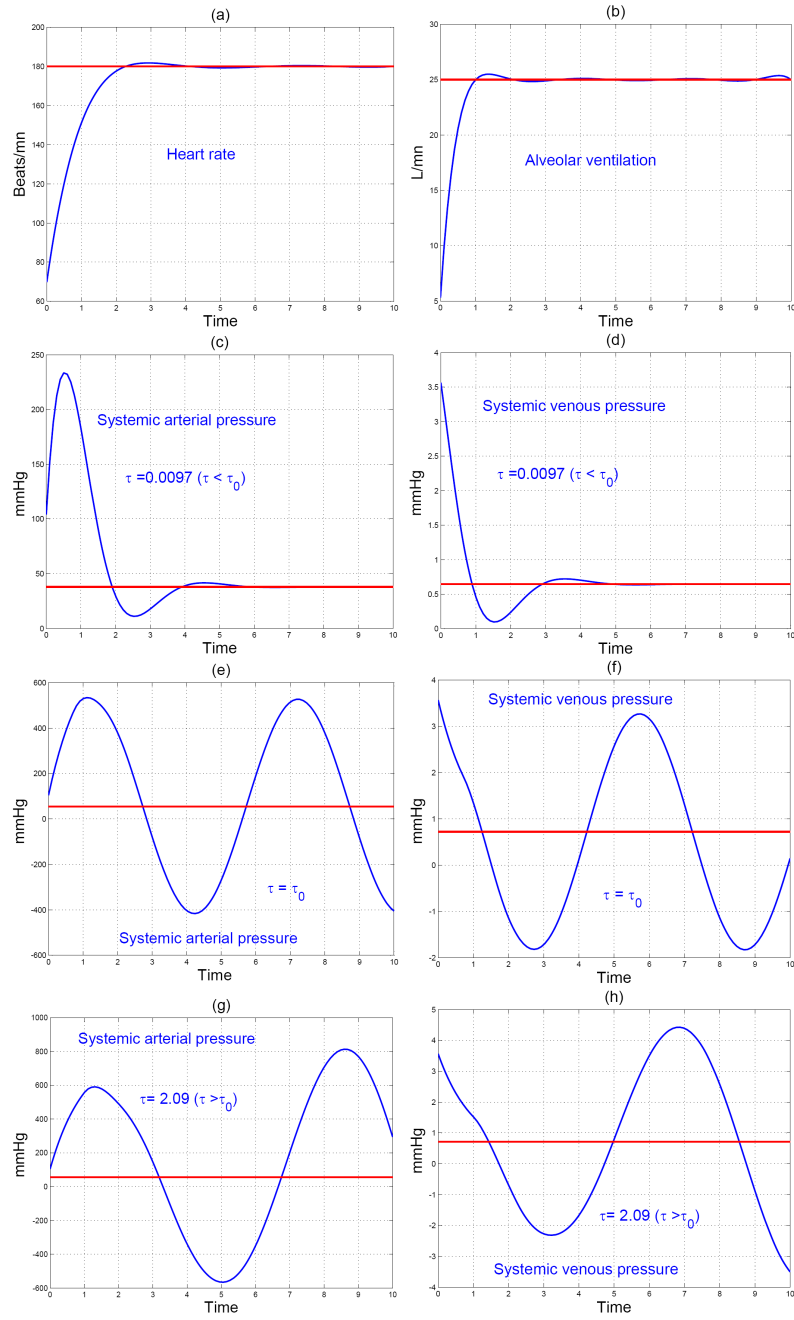 (a)
200
180
160
140
120
100
80
60
Beats/mn
Heart rate
0 1 2 3 4 5 6 7 8 9 10
Time
(b)
30
25
20
15
10
5
L/mn
Alveolar ventilation
0 1 2 3 4 5 6 7 8 9 10
Time
(c)
250
200
150
100
50
0
mmHg
Systemic arterial pressure
τ =0.0097 (τ < τ0)
0 1 2 3 4 5 6 7 8 9 10
Time
(d)
4
3.5
3
2.5
2
1.5
1
0.5
0
mmHg
Systemic venous pressure
τ =0.0097 (τ < τ0)
0 1 2 3 4 5 6 7 8 9 10
Time
(e)
600
400
200
0
-200
-400
-600
mmHg
τ = τ0
Systemic arterial pressure
0 1 2 3 4 5 6 7 8 9 10
Time
(f)
4
3
2
1
0
-1
-2
mmHg
Systemic venous pressure
τ = τ0
0 1 2 3 4 5 6 7 8 9 10
Time
(g)
1000
800
600
400
200
0
-200
-400
-600
mmHg
Systemic arterial pressure
τ= 2.09 (τ >τ0)
0 1 2 3 4 5 6 7 8 9 10
Time
(h)
5
4
3
2
1
0
-1
-2
-3
-4
mmHg
τ= 2.09 (τ >τ0)
Systemic venous pressure
0 1 2 3 4 5 6 7 8 9 10
Time